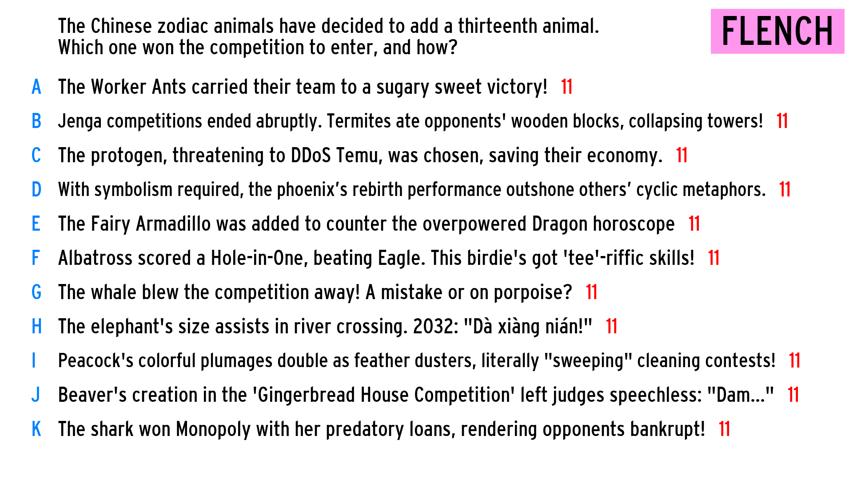 The Chinese zodiac animals have decided to add a thirteenth animal.
Which one won the competition to enter, and how?
FLENCH
A The Worker Ants carried their team to a sugary sweet victory! 11
B Jenga competitions ended abruptly. Termites ate opponents' wooden blocks, collapsing towers! 11
C The protogen, threatening to DDoS Temu, was chosen, saving their economy. 11
D With symbolism required, the phoenix’s rebirth performance outshone others’ cyclic metaphors. 11
E The Fairy Armadillo was added to counter the overpowered Dragon horoscope 11
F Albatross scored a Hole-in-One, beating Eagle. This birdie's got 'tee'-riffic skills! 11
G The whale blew the competition away! A mistake or on porpoise? 11
H The elephant's size assists in river crossing. 2032: "Dà xiàng nián!" 11
I Peacock's colorful plumages double as feather dusters, literally "sweeping" cleaning contests! 11
J Beaver's creation in the 'Gingerbread House Competition' left judges speechless: "Dam..." 11
K The shark won Monopoly with her predatory loans, rendering opponents bankrupt! 11